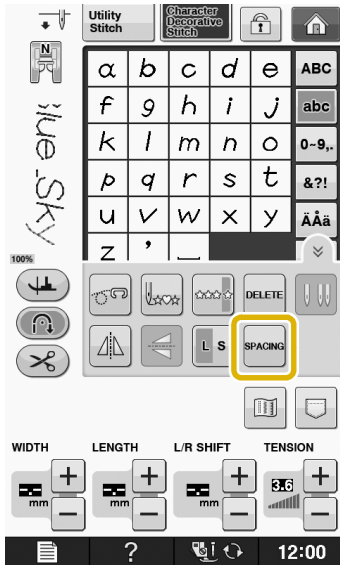 Utility
Stitch
Character
Decorative
Stitch
N
a b c d e ABC
f g h i j abc
k l m n o 0~9,.
p q r s t &?!
u v w x y ÄÅä
z ' _
Sky
100%
DELETE
L S SPACING
WIDTH LENGTH L/R SHIFT TENSION
--.- + --.- + --.- + 3.6 +
mm − mm − mm − −
? 12:00